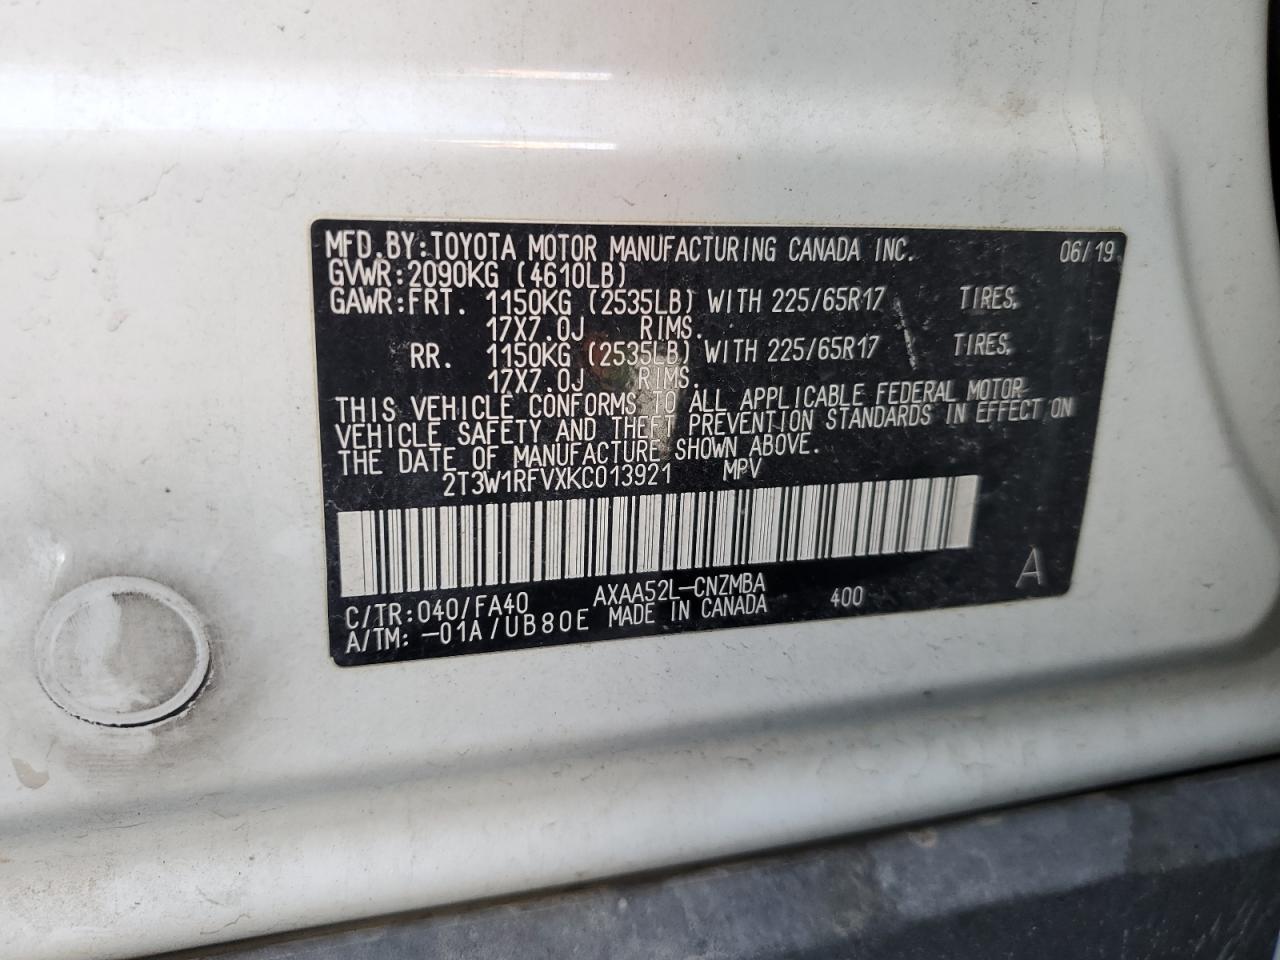 MFD.BY:TOYOTA MOTOR MANUFACTURING CANADA INC. 06/19
GVWR:2090KG (4610LB)
GAWR:FRT. 1150KG (2535LB) WITH 225/65R17 TIRES,
17X7.0J RIMS.
RR. 1150KG (2535LB) WITH 225/65R17 TIRES,
17X7.0J RIMS.
THIS VEHICLE CONFORMS TO ALL APPLICABLE FEDERAL MOTOR
VEHICLE SAFETY AND THEFT PREVENTION STANDARDS IN EFFECT ON
THE DATE OF MANUFACTURE SHOWN ABOVE.
2T3W1RFVXKC013921 MPV
C/TR:040/FA40 AXAA52L-CNZMBA 400 A
A/TM: -01A/UB80E MADE IN CANADA